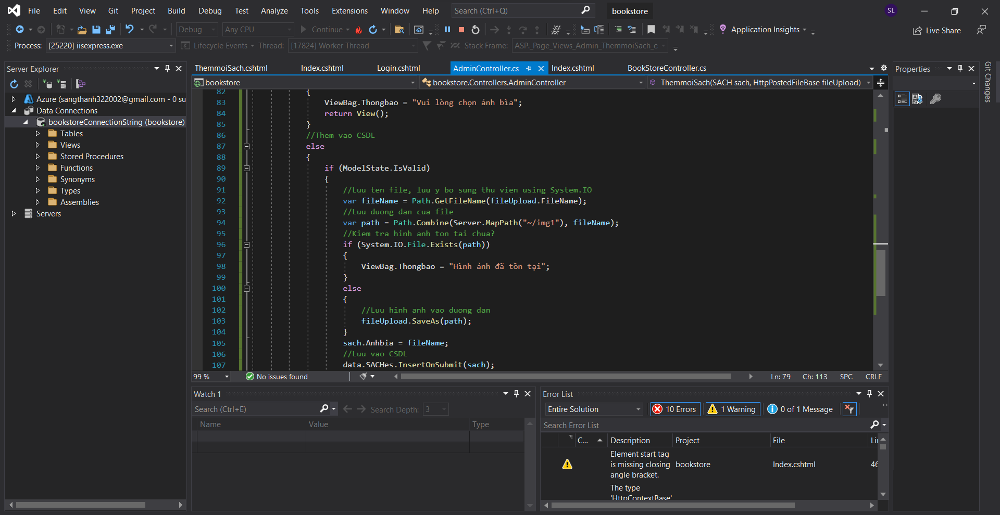 File Edit View Git Project Build Debug Test Analyze Tools Extensions Window Help Search (Ctrl+Q) bookstore SL
Debug Any CPU Continue Application Insights Live Share
Process: [25220] iisexpress.exe Lifecycle Events Thread: [17824] Worker Thread Stack Frame: ASP._Page_Views_Admin_ThemmoiSach_c
Server Explorer
Azure (sangthanh322002@gmail.com - 0 su
Data Connections
bookstoreConnectionString (bookstore)
Tables
Views
Stored Procedures
Functions
Synonyms
Types
Assemblies
Servers
ThemmoiSach.cshtml Index.cshtml Login.cshtml AdminController.cs Index.cshtml BookStoreController.cs
bookstore bookstore.Controllers.AdminController ThemmoiSach(SACH sach, HttpPostedFileBase fileUpload)
82 {
83 ViewBag.Thongbao = "Vui lòng chọn ảnh bìa";
84 return View();
85 }
86 //Them vao CSDL
87 else
88 {
89 if (ModelState.IsValid)
90 {
91 //Luu ten file, luu y bo sung thu vien using System.IO
92 var fileName = Path.GetFileName(fileUpload.FileName);
93 //Luu duong dan cua file
94 var path = Path.Combine(Server.MapPath("~/img1"), fileName);
95 //Kiem tra hinh anh ton tai chua?
96 if (System.IO.File.Exists(path))
97 {
98 ViewBag.Thongbao = "Hình ảnh đã tồn tại";
99 }
100 else
101 {
102 //Luu hinh anh vao duong dan
103 fileUpload.SaveAs(path);
104 }
105 sach.Anhbia = fileName;
106 //Luu vao CSDL
107 data.SACHes.InsertOnSubmit(sach);
99 % No issues found Ln: 79 Ch: 113 SPC CRLF
Watch 1
Search (Ctrl+E) Search Depth: 3
Name Value Type
Error List
Entire Solution 10 Errors 1 Warning 0 of 1 Message
Search Error List
C... Description Project File Li
Element start tag
is missing closing bookstore Index.cshtml 46
angle bracket.
The type
'HttpContextBase'
Properties
Git Changes